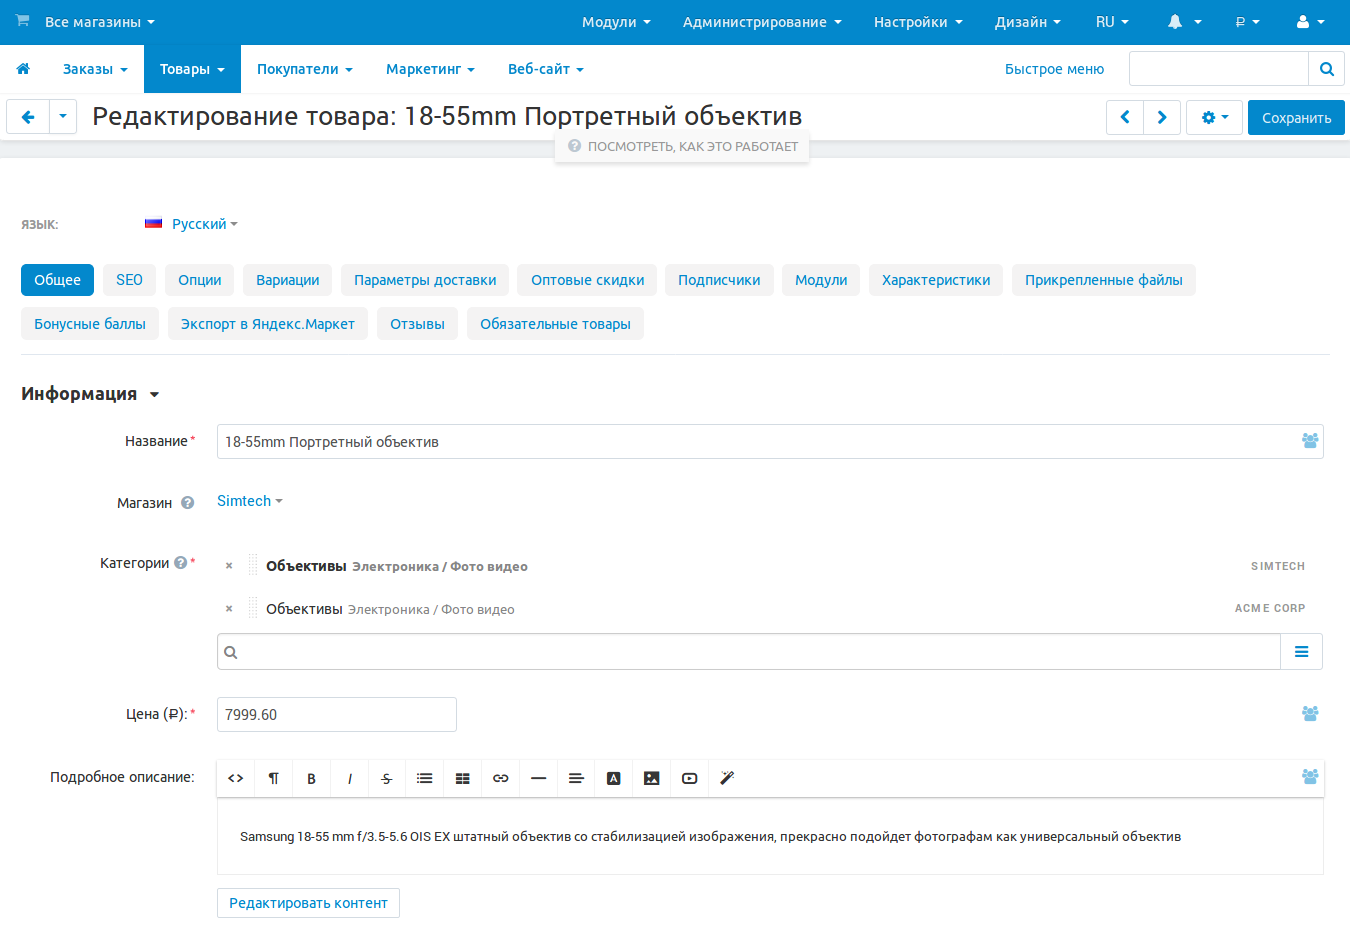 Все магазины Модули Администрирование Настройки Дизайн RU ₽
Заказы Товары Покупатели Маркетинг Веб-сайт Быстрое меню
Редактирование товара: 18-55mm Портретный объектив Сохранить
? ПОСМОТРЕТЬ, КАК ЭТО РАБОТАЕТ
ЯЗЫК: Русский
Общее SEO Опции Вариации Параметры доставки Оптовые скидки Подписчики Модули Характеристики Прикрепленные файлы
Бонусные баллы Экспорт в Яндекс.Маркет Отзывы Обязательные товары
Информация
Название* 18-55mm Портретный объектив
Магазин ? Simtech
Категории ?* × Объективы Электроника / Фото видео SIMTECH
× Объективы Электроника / Фото видео ACME CORP
Цена (₽):* 7999.60
Подробное описание: <> ¶ B I S A
Samsung 18-55 mm f/3.5-5.6 OIS EX штатный объектив со стабилизацией изображения, прекрасно подойдет фотографам как универсальный объектив
Редактировать контент